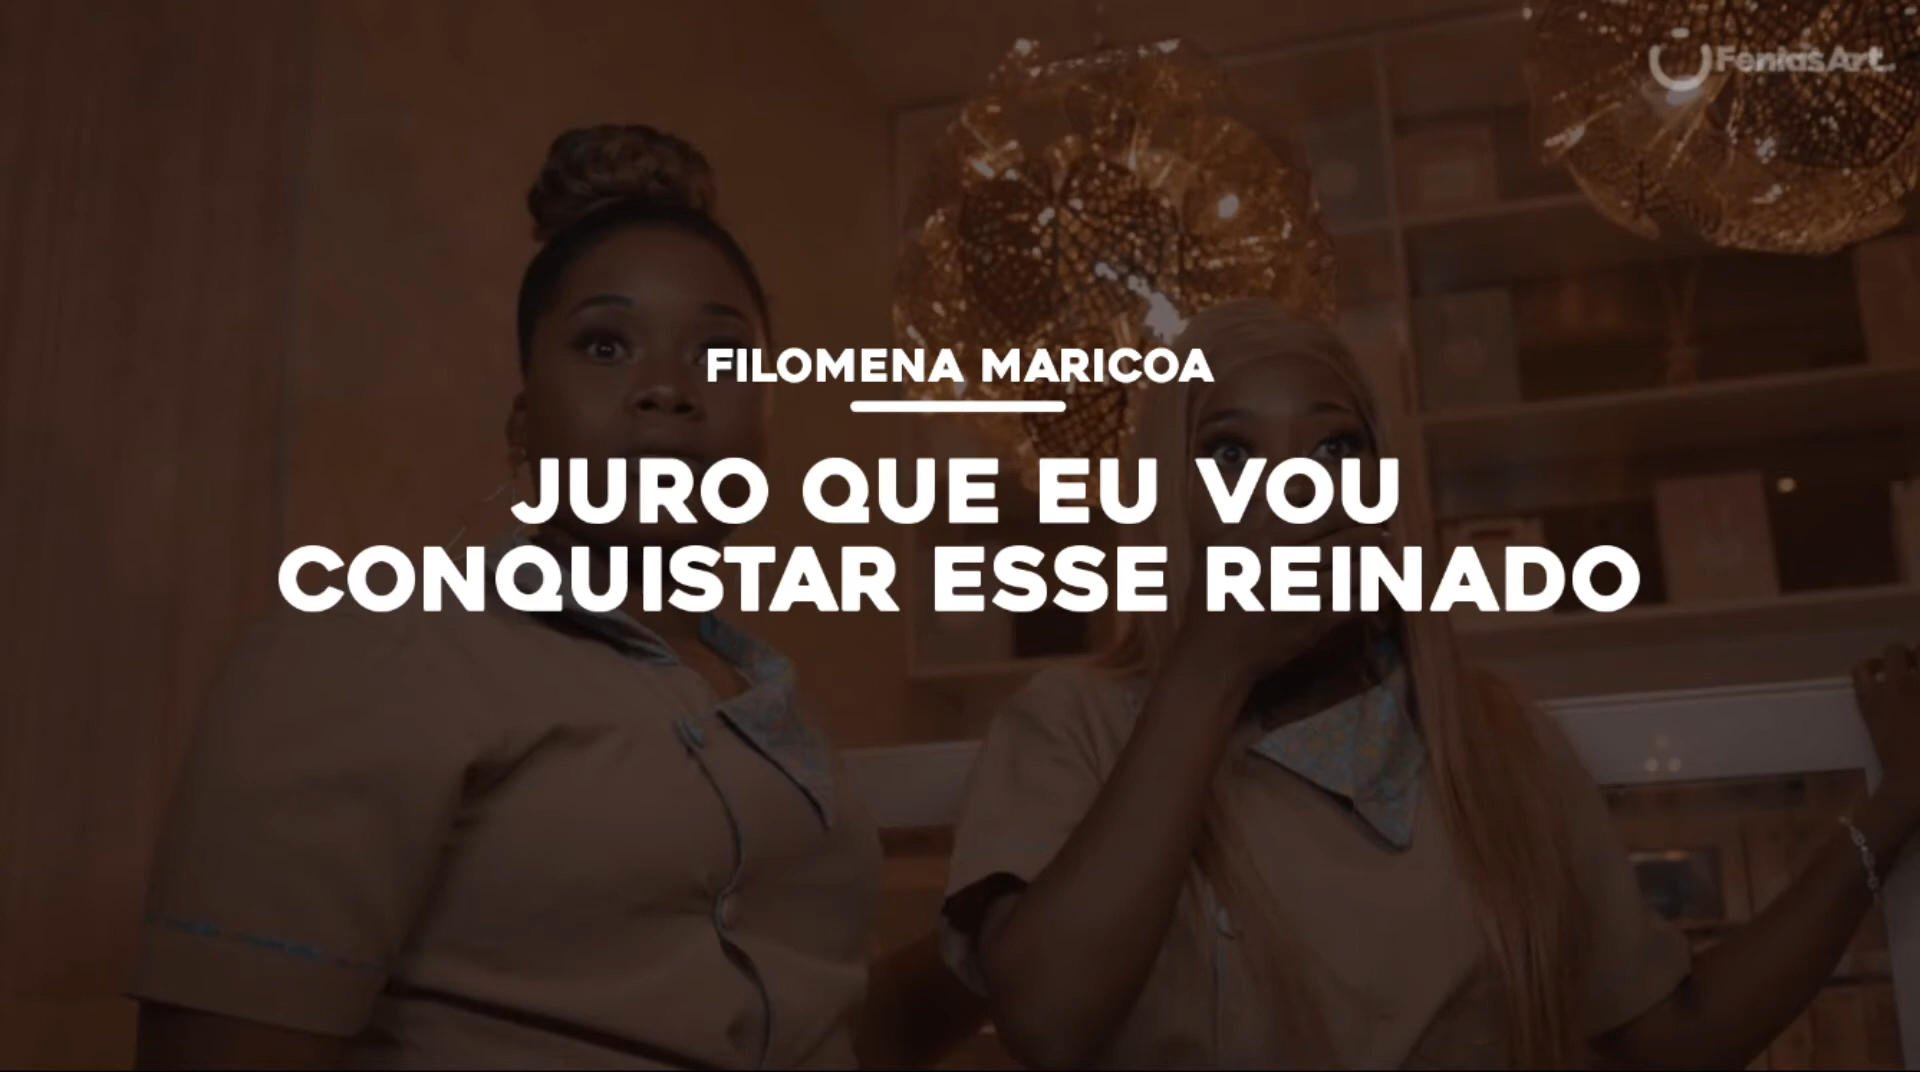 FeniasArt.
FILOMENA MARICOA
JURO QUE EU VOU
CONQUISTAR ESSE REINADO